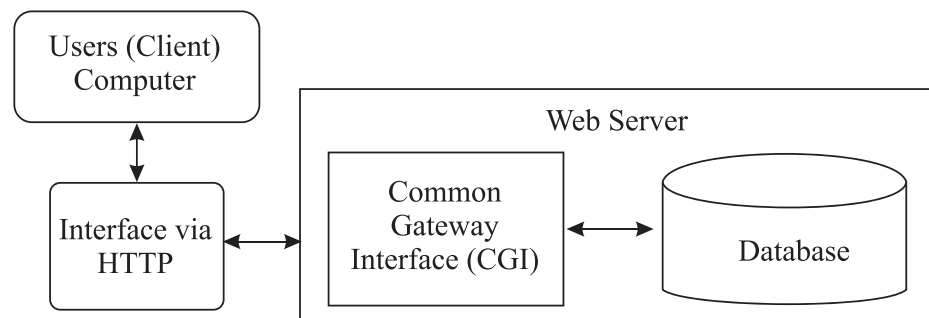 Users (Client)
Computer
Web Server
Interface via
HTTP
Common
Gateway
Interface (CGI)
Database